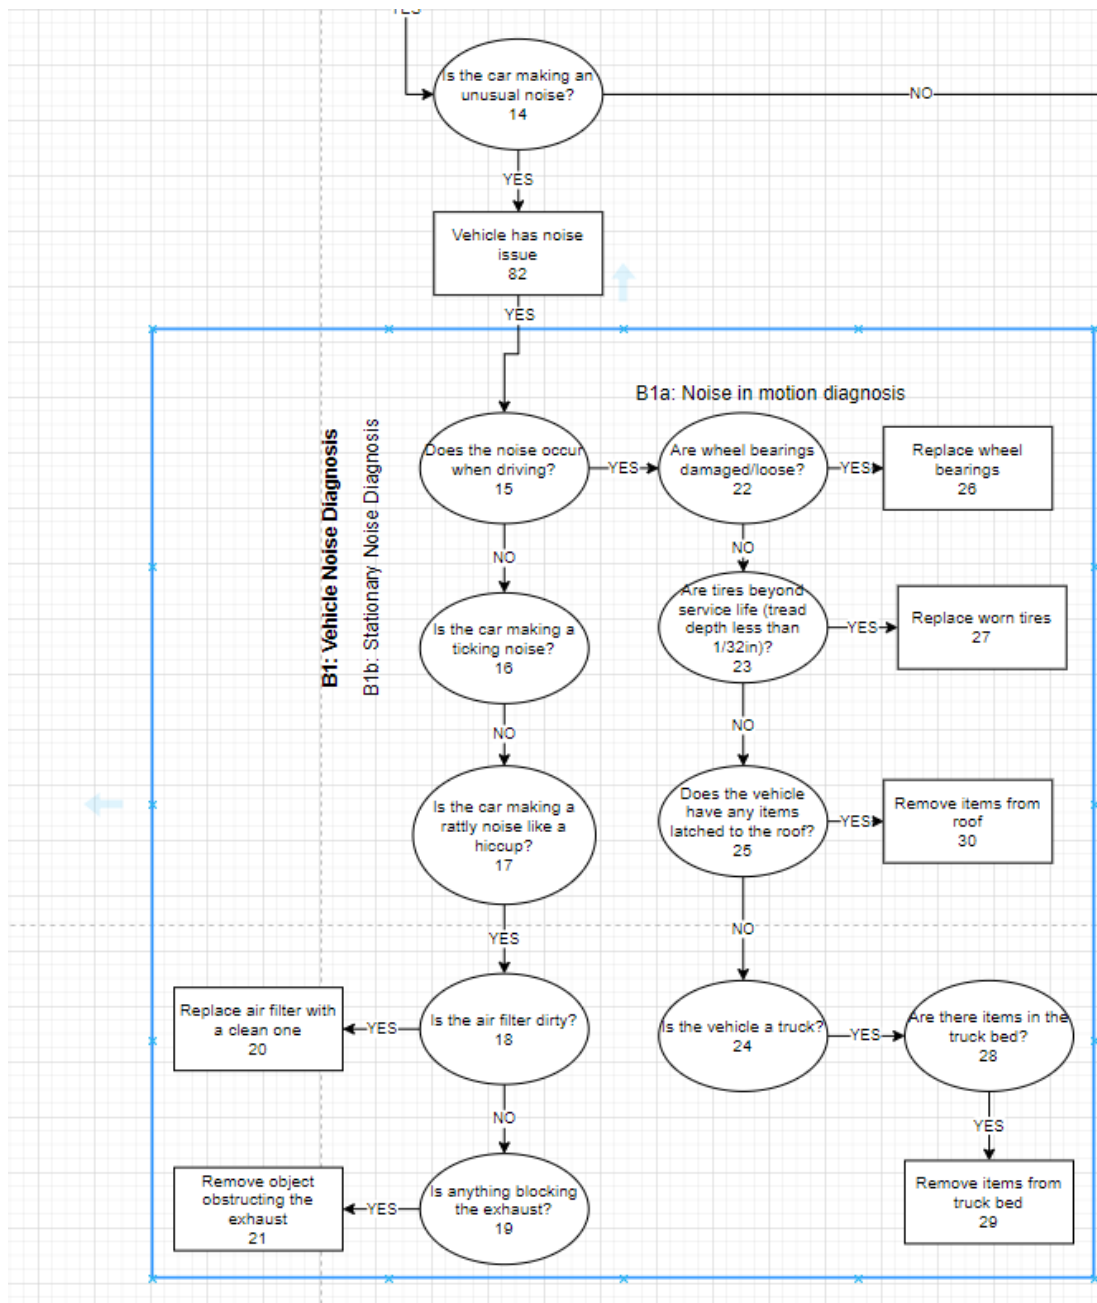 YES
Is the car making an
unusual noise?
14
NO
YES
Vehicle has noise
issue
82
YES
B1: Vehicle Noise Diagnosis
B1b: Stationary Noise Diagnosis
B1a: Noise in motion diagnosis
Does the noise occur
when driving?
15
YES
Are wheel bearings
damaged/loose?
22
YES
Replace wheel
bearings
26
NO
NO
Is the car making a
ticking noise?
16
Are tires beyond
service life (tread
depth less than
1/32in)?
23
YES
Replace worn tires
27
NO
NO
Is the car making a
rattly noise like a
hiccup?
17
Does the vehicle
have any items
latched to the roof?
25
YES
Remove items from
roof
30
YES
NO
Replace air filter with
a clean one
20
YES
Is the air filter dirty?
18
Is the vehicle a truck?
24
YES
Are there items in the
truck bed?
28
NO
YES
Remove object
obstructing the
exhaust
21
YES
Is anything blocking
the exhaust?
19
Remove items from
truck bed
29